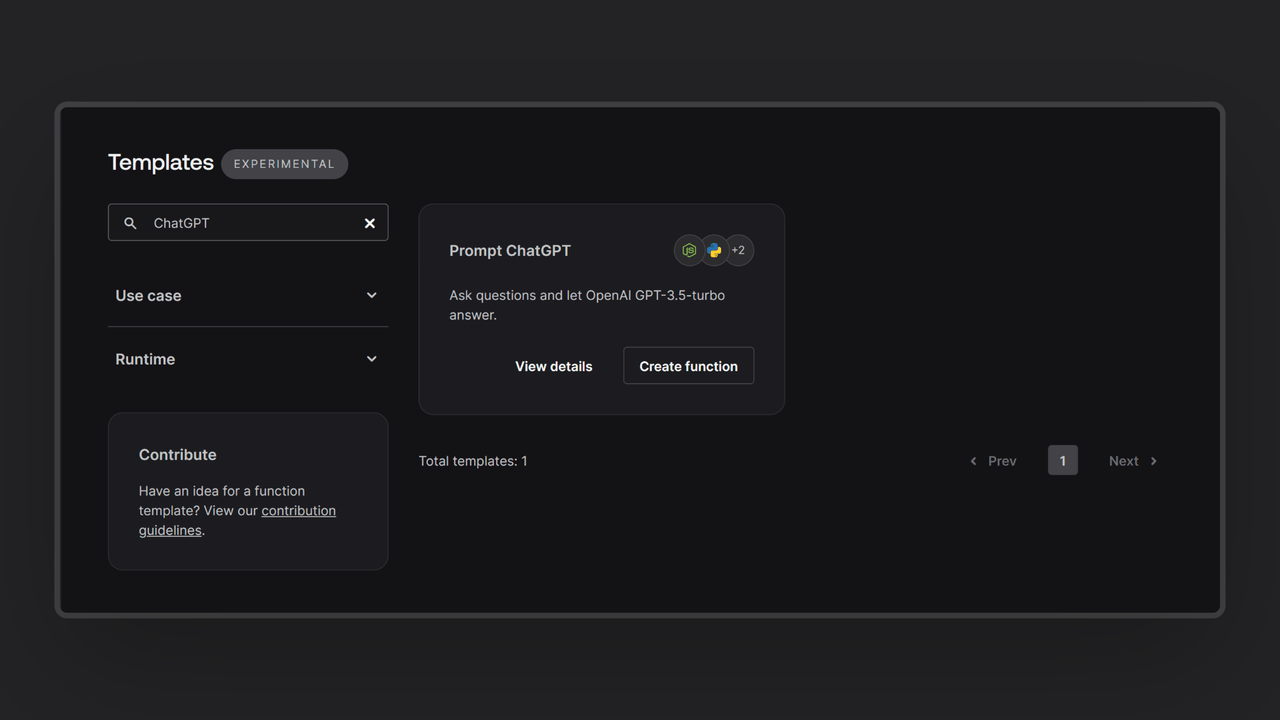 Templates
EXPERIMENTAL
ChatGPT
Use case
Runtime
Contribute
Have an idea for a function
template? View our contribution
guidelines.
Prompt ChatGPT
JS
+2
Ask questions and let OpenAI GPT-3.5-turbo
answer.
View details
Create function
Total templates: 1
Prev
1
Next